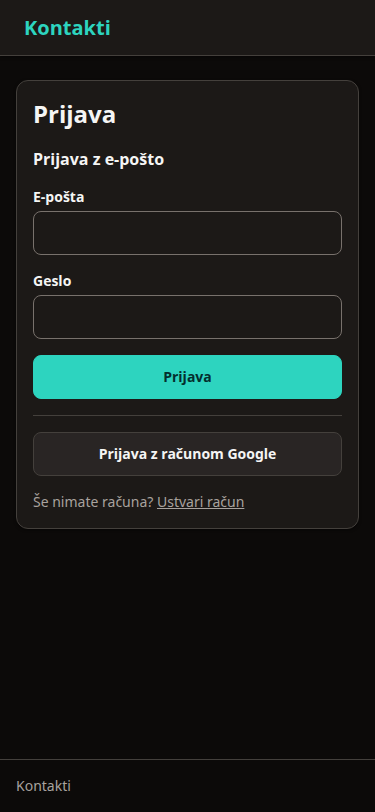 Kontakti
Prijava
Prijava z e-pošto
E-pošta
Geslo
Prijava
Prijava z računom Google
Še nimate računa? Ustvari račun
Kontakti